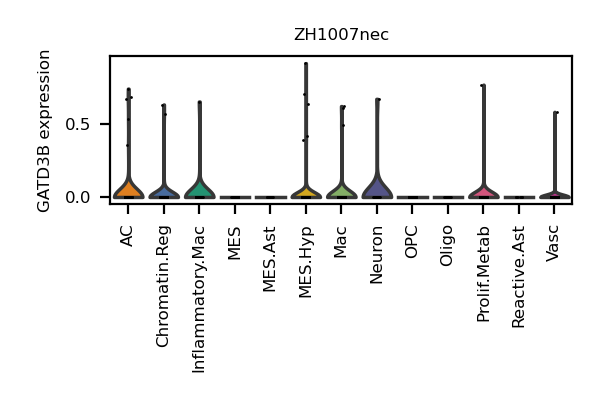 ZH1007nec
GATD3B expression
0.5
0.0
AC
Chromatin.Reg
Inflammatory.Mac
MES
MES.Ast
MES.Hyp
Mac
Neuron
OPC
Oligo
Prolif.Metab
Reactive.Ast
Vasc